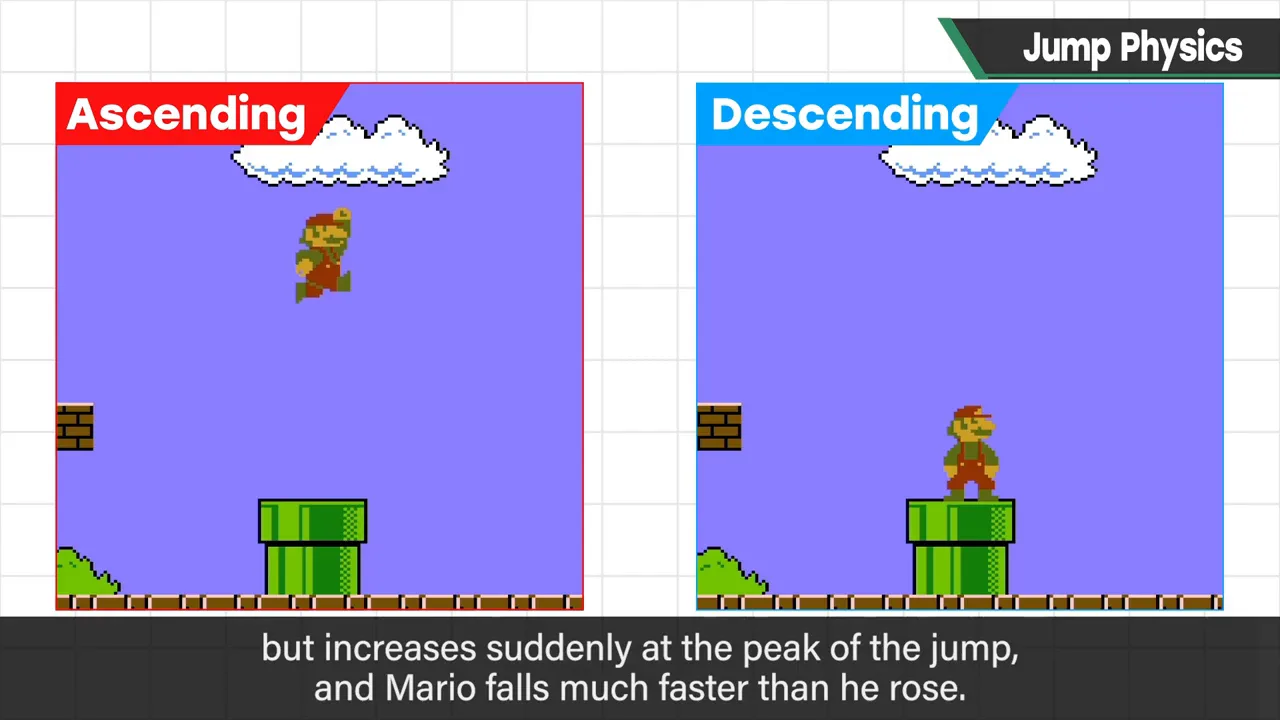 Jump Physics
Ascending
Descending
but increases suddenly at the peak of the jump,
and Mario falls much faster than he rose.